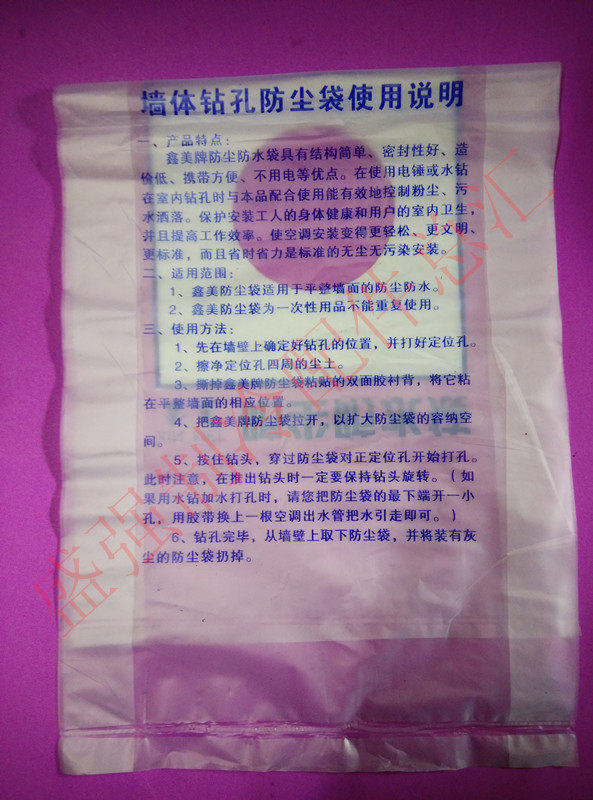 墙体钻孔防尘袋使用说明
一、产品特点：
鑫美牌防尘防水袋具有结构简单、密封性好、造
价低、携带方便、不用电等优点。在使用电锤或水钻
在室内钻孔时与本品配合使用能有效地控制粉尘、污
水洒落。保护安装工人的身体健康和用户的室内卫生，
并且提高工作效率。使空调安装变得更轻松、更文明、
更标准，而且省时省力是标准的无尘无污染安装。
二、适用范围：
1、鑫美防尘袋适用于平整墙面的防尘防水。
2、鑫美防尘袋为一次性用品不能重复使用。
三、使用方法：
1、先在墙壁上确定好钻孔的位置，并打好定位孔。
2、擦净定位孔四周的尘土。
3、撕掉鑫美牌防尘袋粘贴的双面胶衬背，将它粘
在平整墙面的相应位置。
4、把鑫美牌防尘袋拉开，以扩大防尘袋的容纳空
间。
5、按住钻头，穿过防尘袋对正定位孔开始打孔。
此时注意，在推出钻头时一定要保持钻头旋转。（如
果用水钻加水打孔时，请您把防尘袋的最下端开一小
孔，用胶带换上一根空调出水管把水引走即可。）
6、钻孔完毕，从墙壁上取下防尘袋，并将装有灰
尘的防尘袋扔掉。
盛强制冷配件总汇